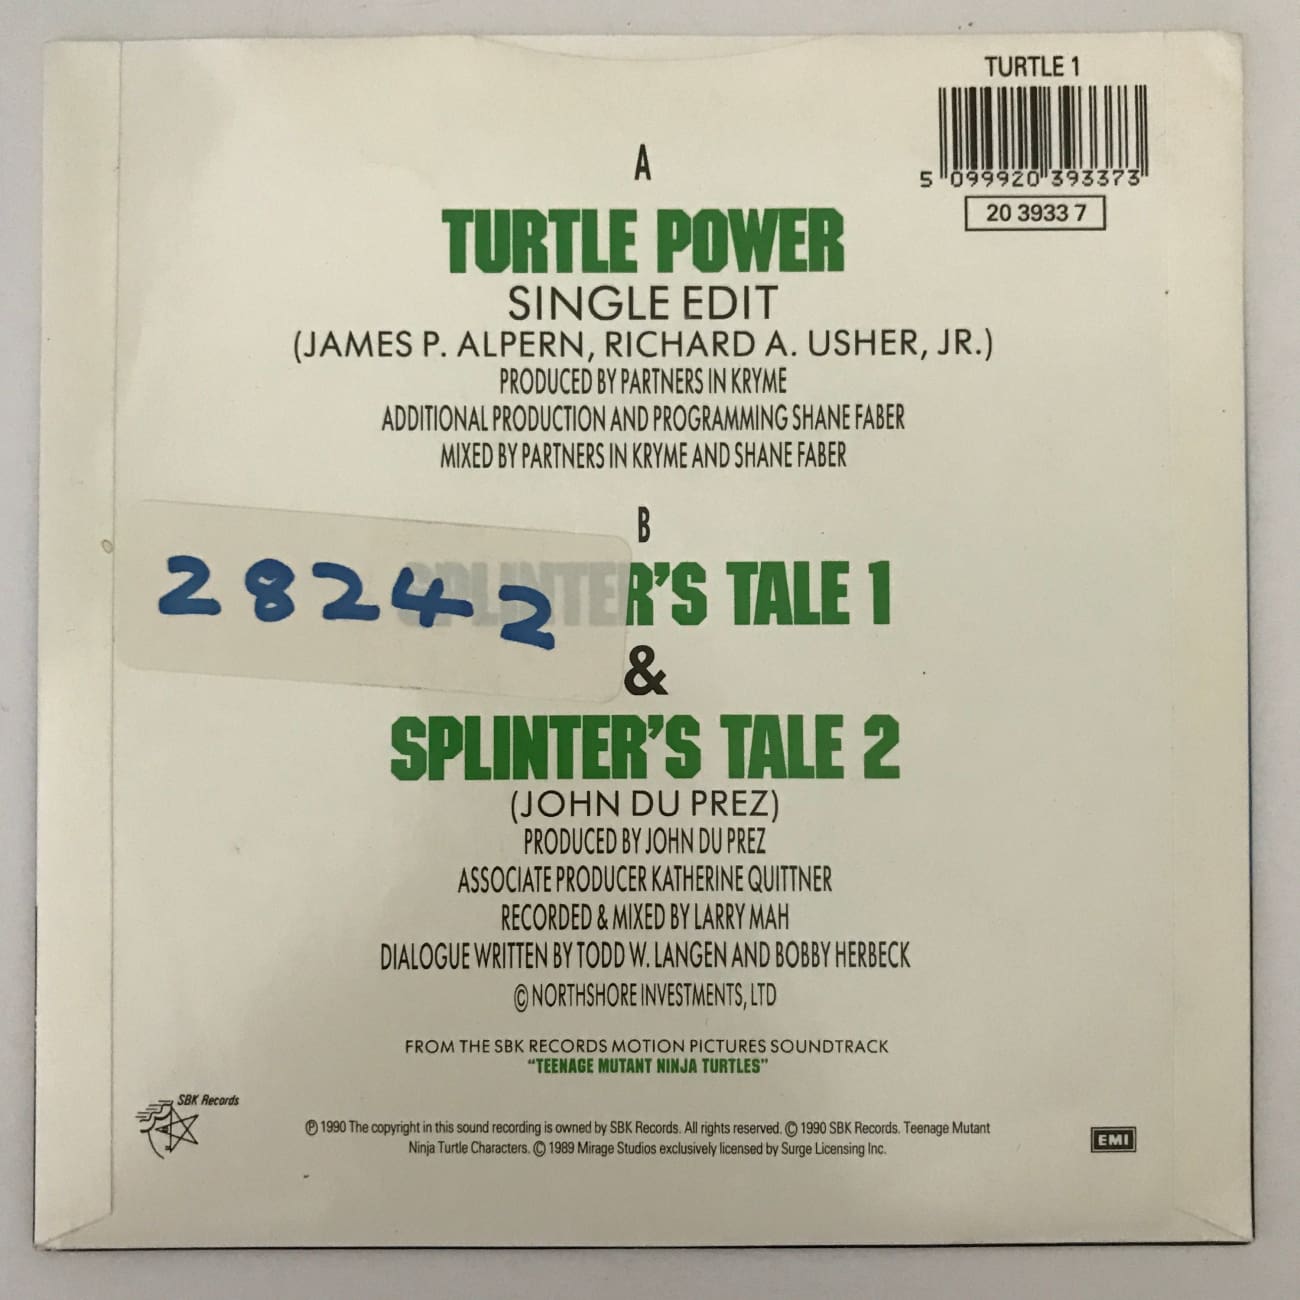 TURTLE 1
5 099920 393373
20 3933 7
A
TURTLE POWER
SINGLE EDIT
(JAMES P. ALPERN, RICHARD A. USHER, JR.)
PRODUCED BY PARTNERS IN KRYME
ADDITIONAL PRODUCTION AND PROGRAMMING SHANE FABER
MIXED BY PARTNERS IN KRYME AND SHANE FABER
B
28242
SPLINTER'S TALE 1
&
SPLINTER'S TALE 2
(JOHN DU PREZ)
PRODUCED BY JOHN DU PREZ
ASSOCIATE PRODUCER KATHERINE QUITTNER
RECORDED & MIXED BY LARRY MAH
DIALOGUE WRITTEN BY TODD W. LANGEN AND BOBBY HERBECK
© NORTHSHORE INVESTMENTS, LTD
FROM THE SBK RECORDS MOTION PICTURES SOUNDTRACK
"TEENAGE MUTANT NINJA TURTLES"
SBK Records
℗ 1990 The copyright in this sound recording is owned by SBK Records. All rights reserved. © 1990 SBK Records. Teenage Mutant
Ninja Turtle Characters. © 1989 Mirage Studios exclusively licensed by Surge Licensing Inc.
EMI